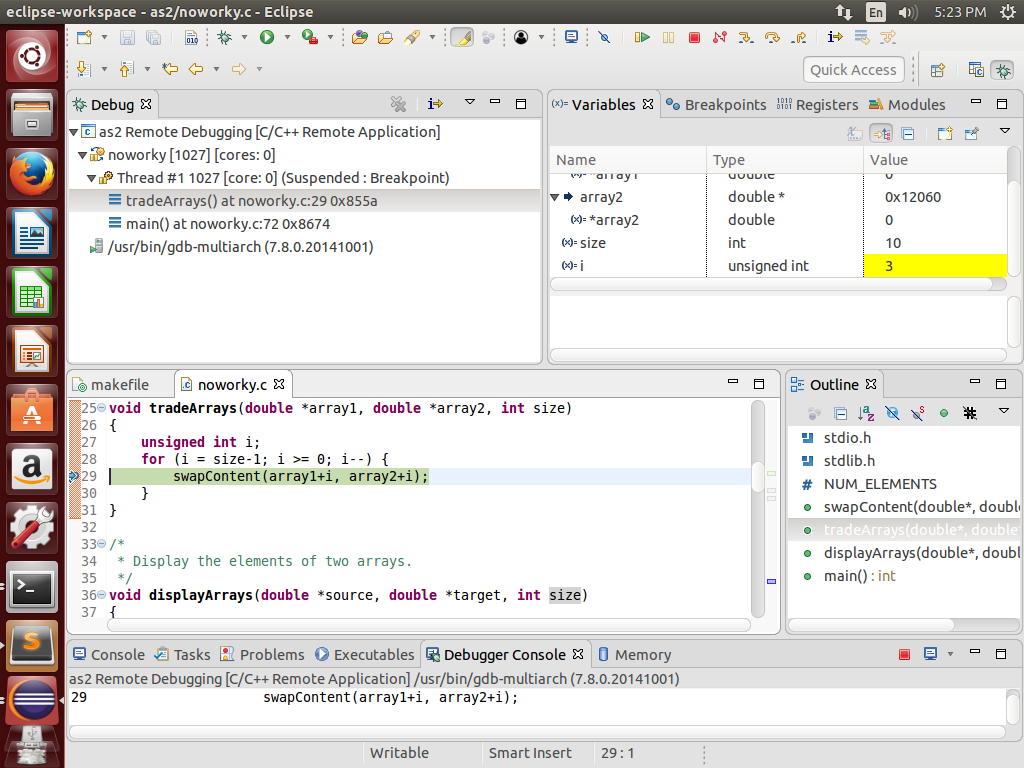 eclipse-workspace - as2/noworky.c - Eclipse
En
5:23 PM
Quick Access
Debug
as2 Remote Debugging [C/C++ Remote Application]
noworky [1027] [cores: 0]
Thread #1 1027 [core: 0] (Suspended : Breakpoint)
tradeArrays() at noworky.c:29 0x855a
main() at noworky.c:72 0x8674
/usr/bin/gdb-multiarch (7.8.0.20141001)
(x)= Variables
Breakpoints
1010 0101 Registers
Modules
Name Type Value
(x)= *array1 double 0
array2 double * 0x12060
(x)= *array2 double 0
(x)= size int 10
(x)= i unsigned int 3
makefile
noworky.c
25 void tradeArrays(double *array1, double *array2, int size)
26 {
27 unsigned int i;
28 for (i = size-1; i >= 0; i--) {
29 swapContent(array1+i, array2+i);
30 }
31 }
32
33 /*
34 * Display the elements of two arrays.
35 */
36 void displayArrays(double *source, double *target, int size)
37 {
Outline
stdio.h
stdlib.h
# NUM_ELEMENTS
swapContent(double*, doubl
tradeArrays(double*, double
displayArrays(double*, doubl
main() : int
Console
Tasks
Problems
Executables
Debugger Console
Memory
as2 Remote Debugging [C/C++ Remote Application] /usr/bin/gdb-multiarch (7.8.0.20141001)
29 swapContent(array1+i, array2+i);
Writable Smart Insert 29 : 1